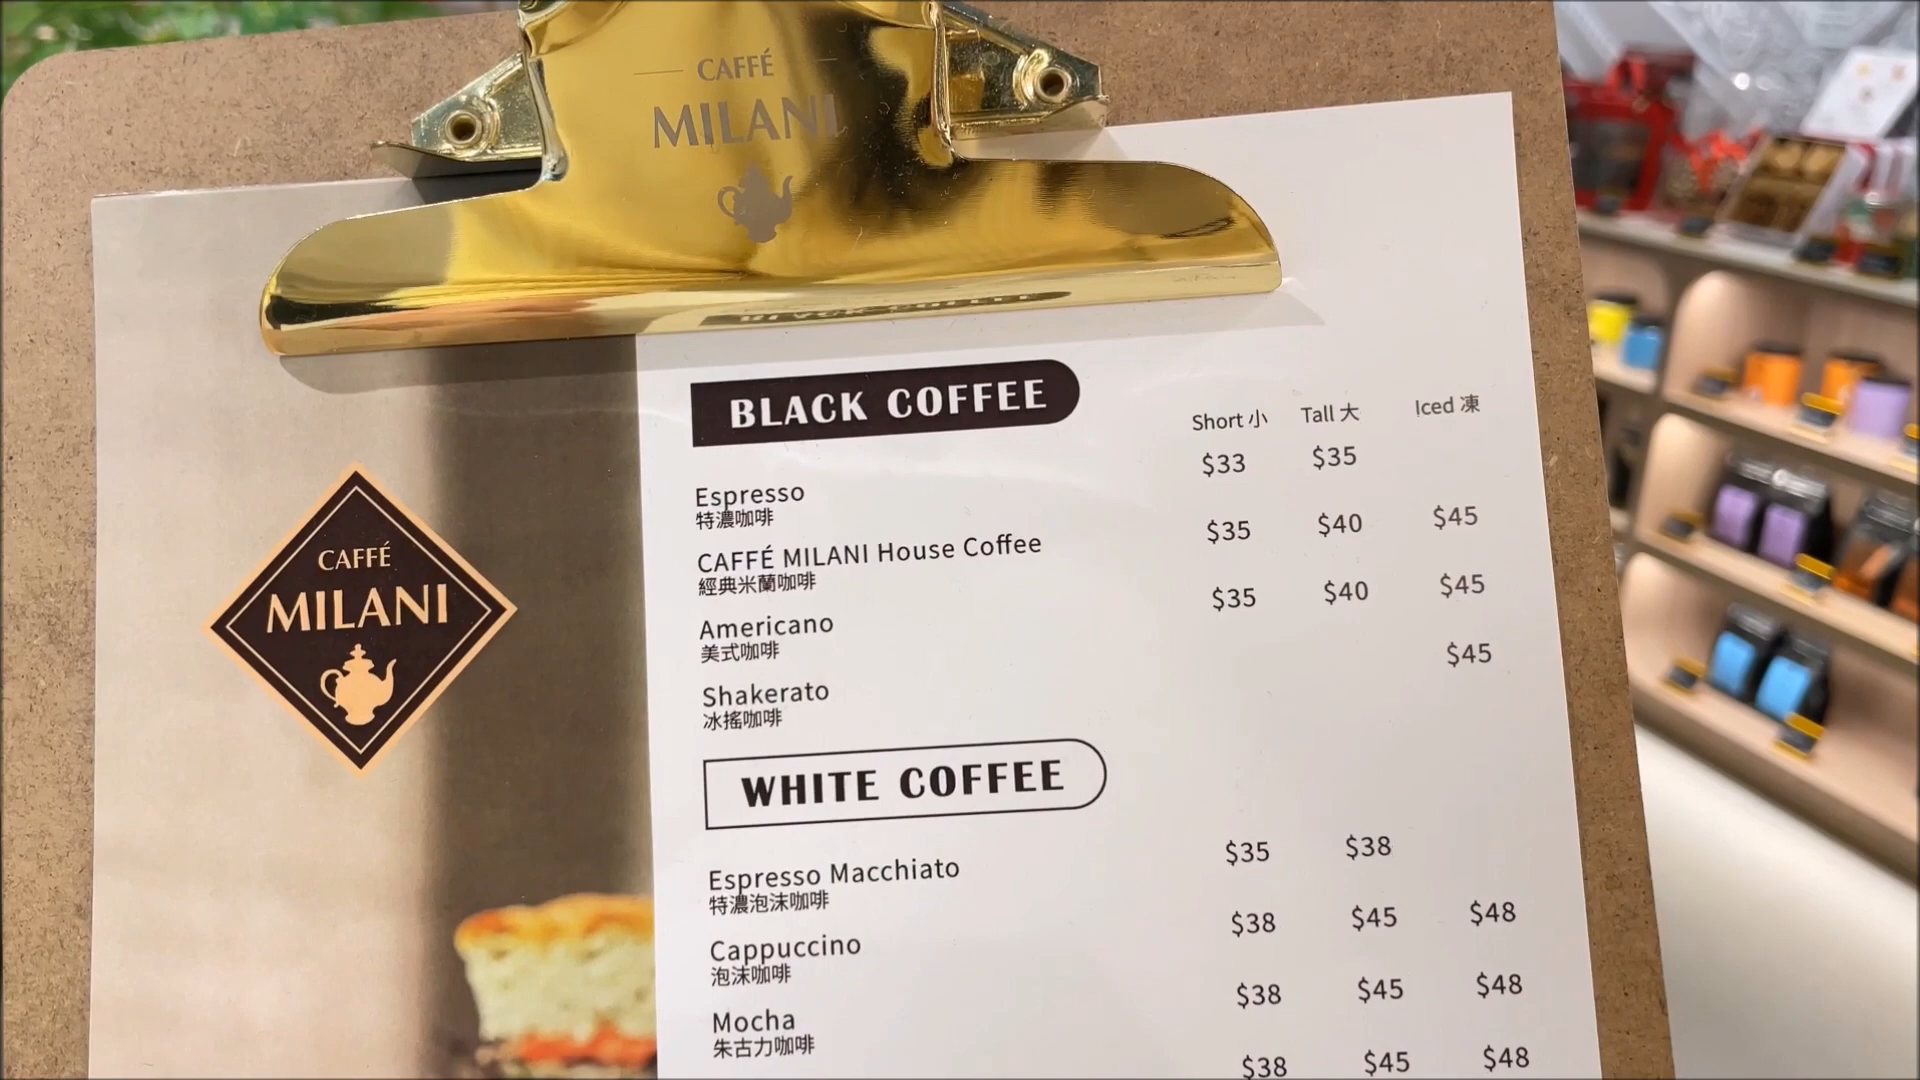 CAFFÉ
MILANI
BLACK COFFEE
Short 小 Tall 大 Iced 凍
Espresso $33 $35
特濃咖啡
CAFFÉ MILANI House Coffee $35 $40 $45
經典米蘭咖啡
Americano $35 $40 $45
美式咖啡
Shakerato $45
冰搖咖啡
CAFFÉ
MILANI
WHITE COFFEE
Espresso Macchiato $35 $38
特濃泡沫咖啡
Cappuccino $38 $45 $48
泡沫咖啡
Mocha $38 $45 $48
朱古力咖啡
$38 $45 $48